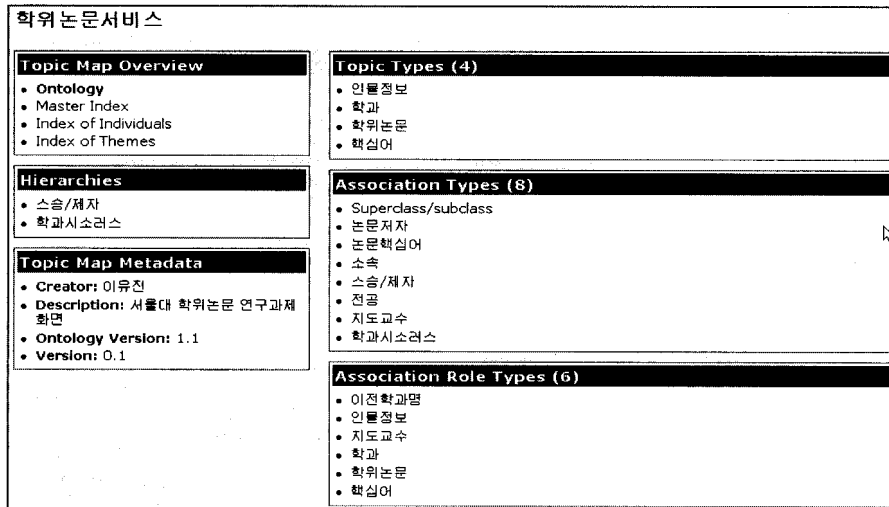 학위논문서비스
Topic Map Overview
• Ontology
• Master Index
• Index of Individuals
• Index of Themes
Hierarchies
• 스승/제자
• 학과시소러스
Topic Map Metadata
• Creator: 이유진
• Description: 서울대 학위논문 연구과제
화면
• Ontology Version: 1.1
• Version: 0.1
Topic Types (4)
• 인물정보
• 학과
• 학위논문
• 핵심어
Association Types (8)
• Superclass/subclass
• 논문저자
• 논문핵심어
• 소속
• 스승/제자
• 전공
• 지도교수
• 학과시소러스
Association Role Types (6)
• 이전학과명
• 인물정보
• 지도교수
• 학과
• 학위논문
• 핵심어